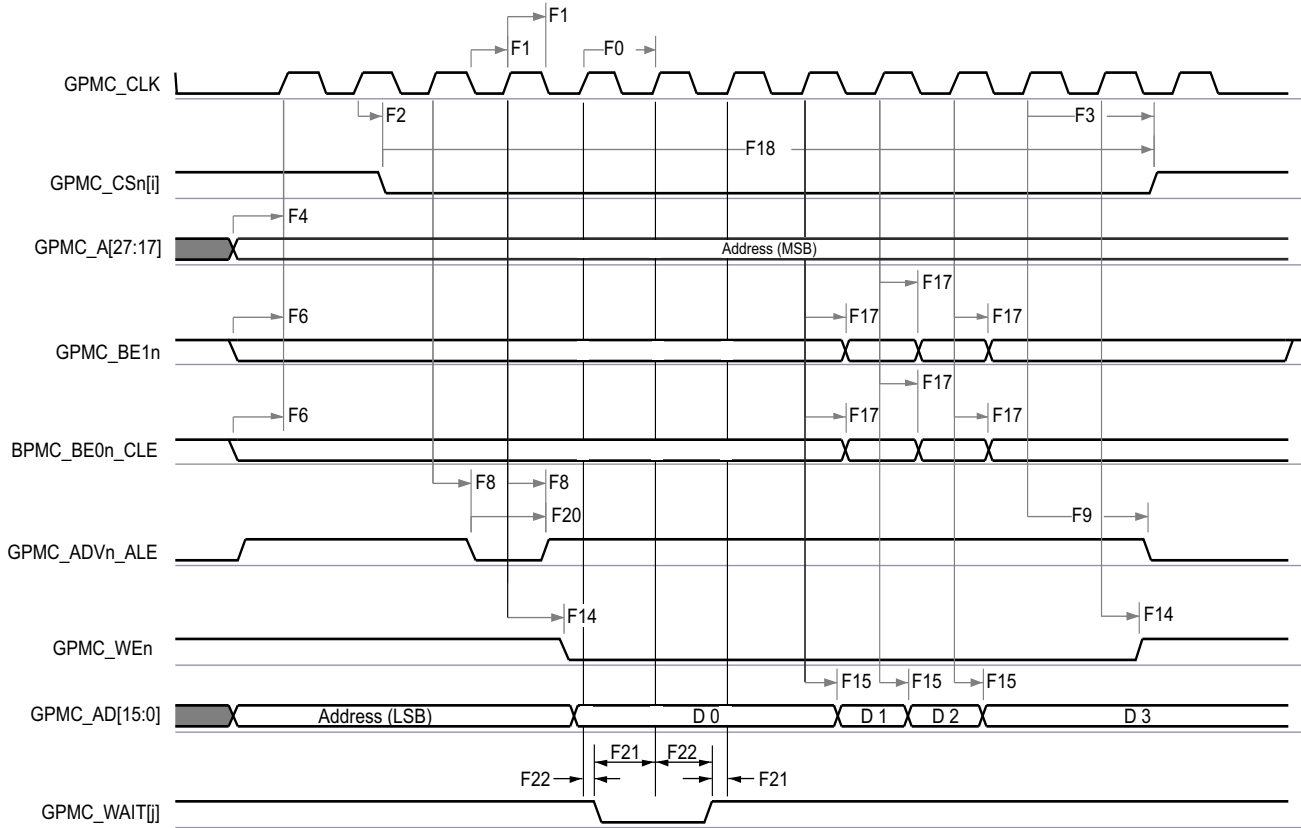 F1
F1 F0
GPMC_CLK
F2 F3
F18
GPMC_CSn[i]
F4
GPMC_A[27:17] Address (MSB)
F17
F6 F17 F17
GPMC_BE1n
F17
F6 F17 F17
BPMC_BE0n_CLE
F8 F8
F20 F9
GPMC_ADVn_ALE
F14 F14
GPMC_WEn
F15 F15 F15
GPMC_AD[15:0] Address (LSB) D 0 D 1 D 2 D 3
F21 F22
F22 F21
GPMC_WAIT[j]